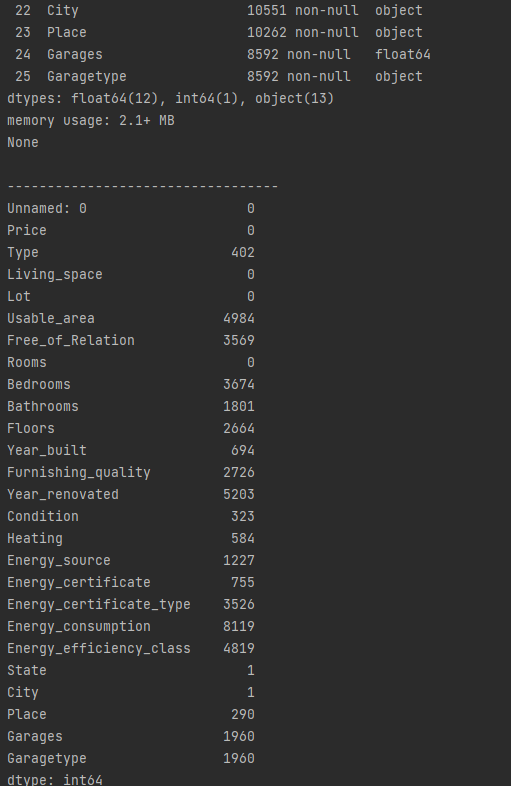 22  City                     10551 non-null  object
23  Place                    10262 non-null  object
24  Garages                  8592 non-null   float64
25  Garagetype               8592 non-null   object
dtypes: float64(12), int64(1), object(13)
memory usage: 2.1+ MB
None
----------------------------------
Unnamed: 0                    0
Price                         0
Type                        402
Living_space                  0
Lot                           0
Usable_area                4984
Free_of_Relation           3569
Rooms                         0
Bedrooms                   3674
Bathrooms                  1801
Floors                     2664
Year_built                  694
Furnishing_quality         2726
Year_renovated             5203
Condition                   323
Heating                     584
Energy_source              1227
Energy_certificate          755
Energy_certificate_type    3526
Energy_consumption         8119
Energy_efficiency_class    4819
State                         1
City                          1
Place                       290
Garages                    1960
Garagetype                 1960
dtype: int64